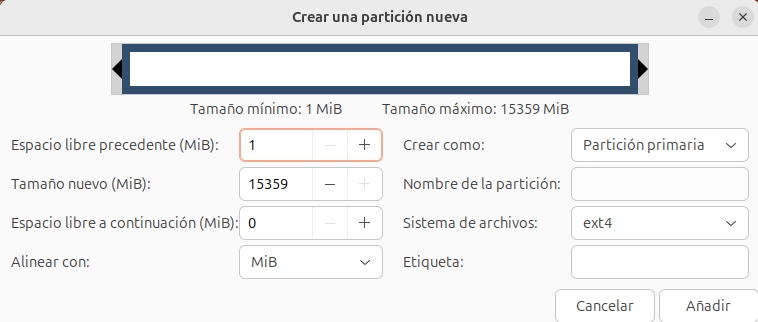 Crear una partición nueva
Tamaño mínimo: 1 MiB Tamaño máximo: 15359 MiB
Espacio libre precedente (MiB): 1 Crear como: Partición primaria
Tamaño nuevo (MiB): 15359 Nombre de la partición:
Espacio libre a continuación (MiB): 0 Sistema de archivos: ext4
Alinear con: MiB Etiqueta:
Cancelar Añadir